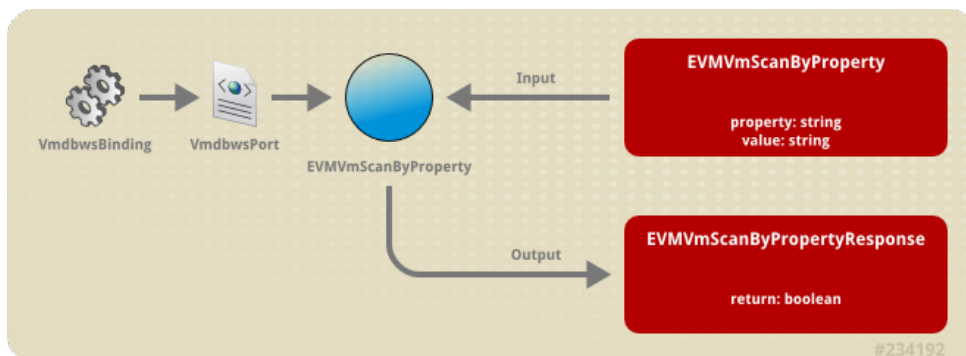 VmdbwsBinding
VmdbwsPort
EVMVmScanByProperty
Input
EVMVmScanByProperty
property: string
value: string
Output
EVMVmScanByPropertyResponse
return: boolean
#234192